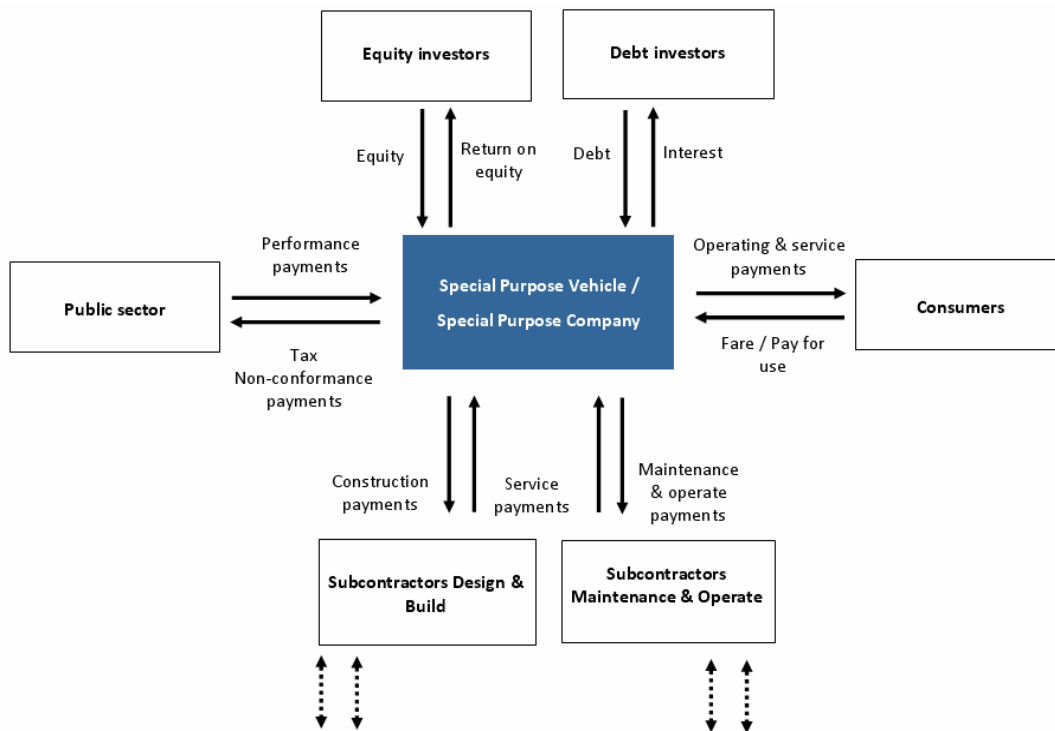 Equity investors
Debt investors
Equity
Return on
equity
Debt
Interest
Performance
payments
Operating & service
payments
Public sector
Special Purpose Vehicle /
Special Purpose Company
Consumers
Tax
Non-conformance
payments
Fare / Pay for
use
Construction
payments
Service
payments
Maintenance
& operate
payments
Subcontractors Design &
Build
Subcontractors
Maintenance & Operate